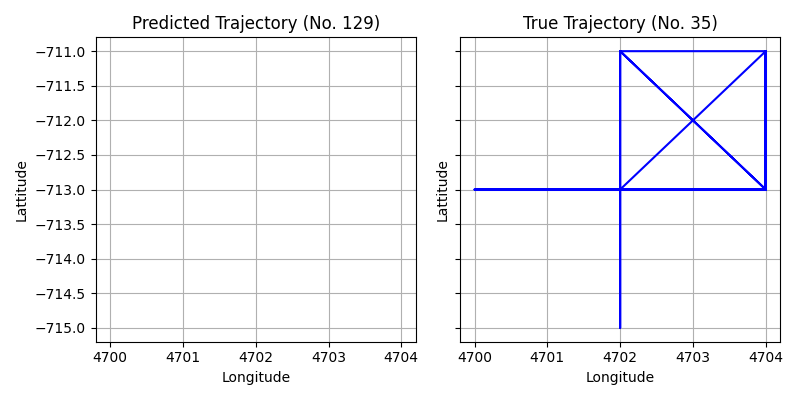 Predicted Trajectory (No. 129)
−711.0
−711.5
−712.0
−712.5
−713.0
−713.5
−714.0
−714.5
−715.0
Lattitude
4700 4701 4702 4703 4704
Longitude
True Trajectory (No. 35)
Lattitude
4700 4701 4702 4703 4704
Longitude